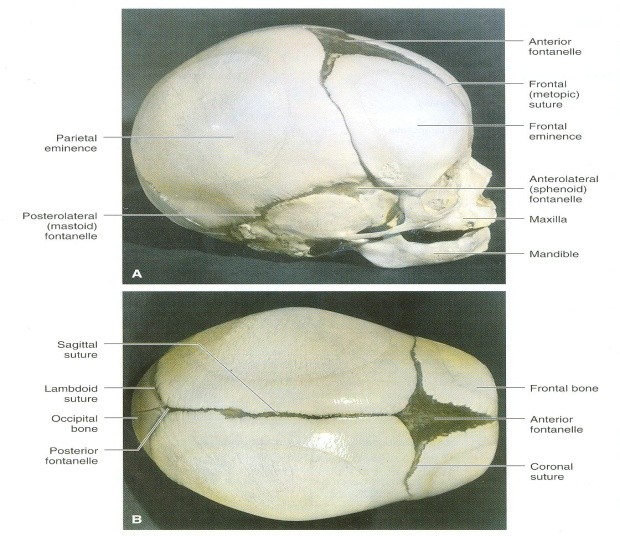 Anterior
fontanelle
Frontal
(metopic)
suture
Frontal
eminence
Parietal
eminence
Anterolateral
(sphenoid)
fontanelle
Posterolateral
(mastoid)
fontanelle
Maxilla
Mandible
A
Sagittal
suture
Lambdoid
suture
Occipital
bone
Posterior
fontanelle
Frontal bone
Anterior
fontanelle
Coronal
suture
B